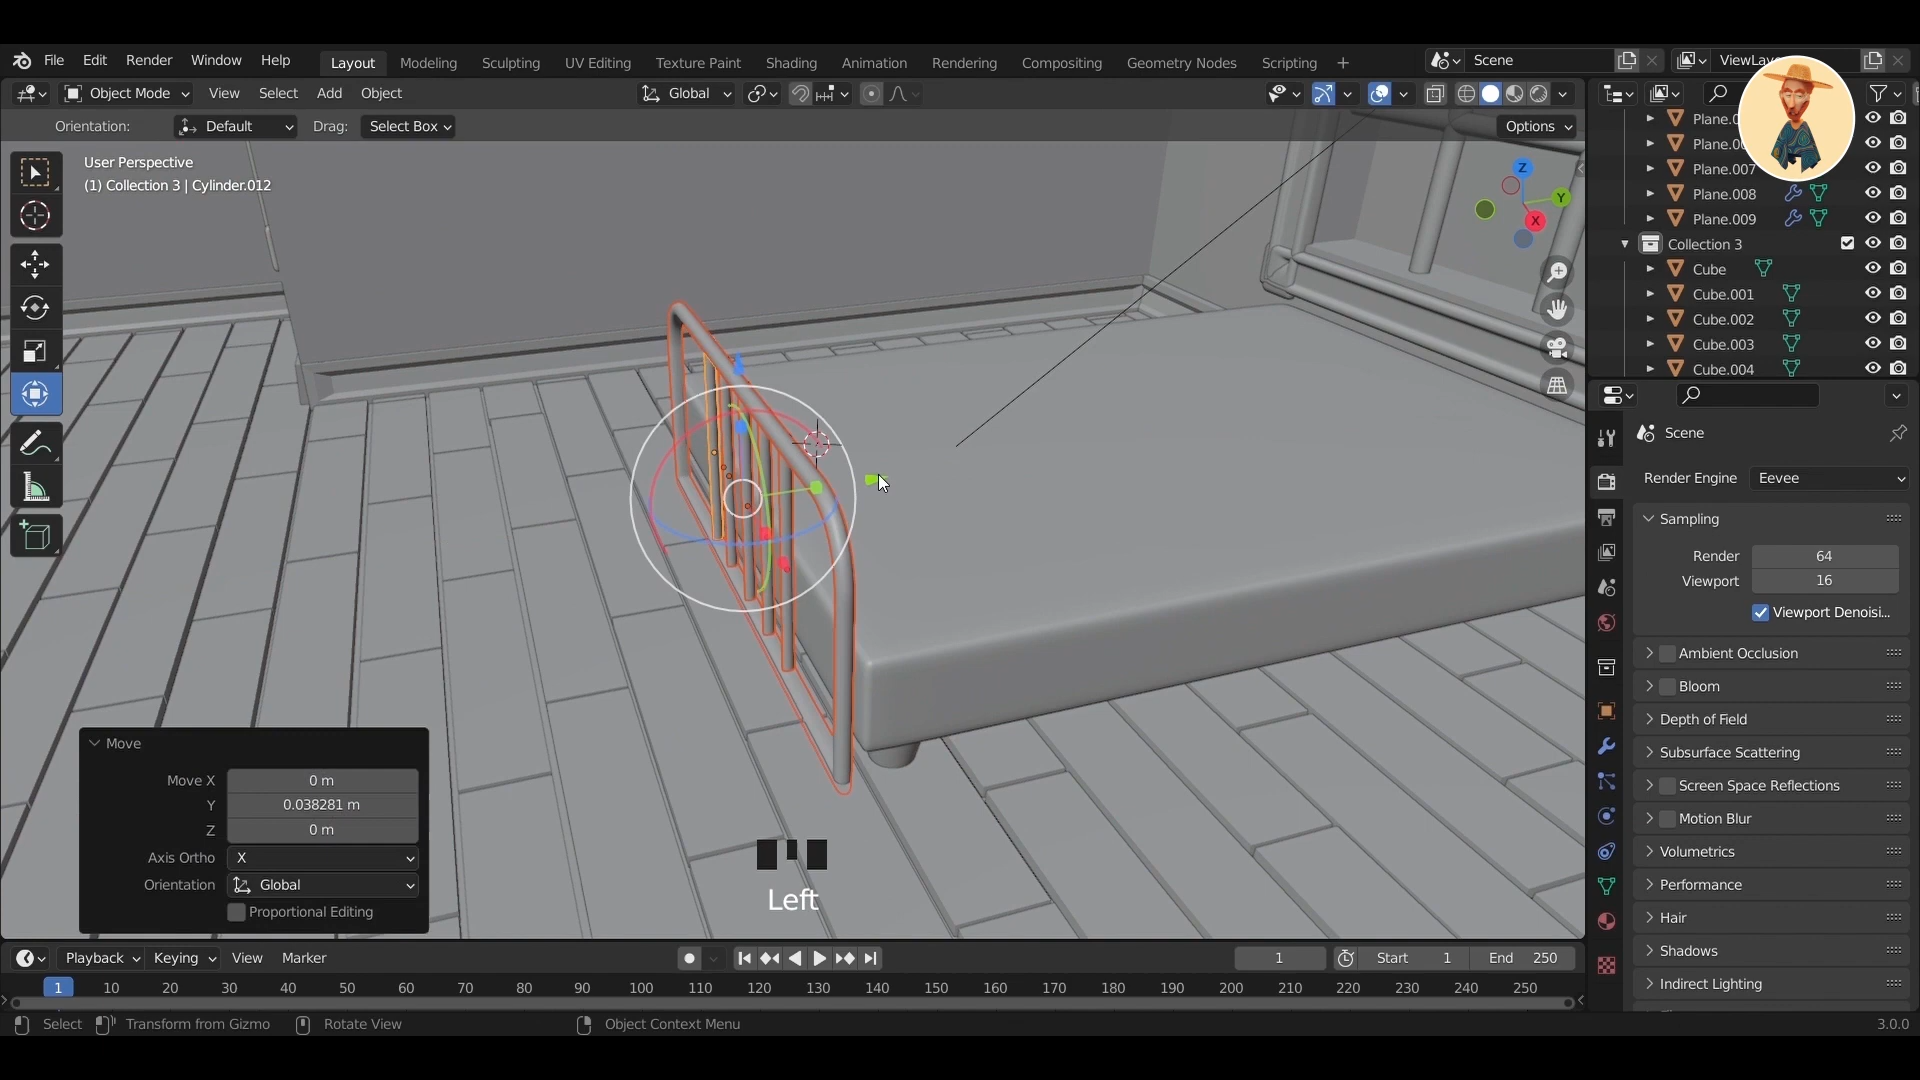 File Edit Render Window Help Layout Modeling Sculpting UV Editing Texture Paint Shading Animation Rendering Compositing Geometry Nodes Scripting + Scene
Object Mode View Select Add Object Global
Orientation: Default Drag: Select Box Options
User Perspective
(1) Collection 3 | Cylinder.012
Z
Y
X
Plane.007
Plane.008
Plane.009
Collection 3
Cube
Cube.001
Cube.002
Cube.003
Cube.004
Scene
Render Engine Eevee
Sampling
Render 64
Viewport 16
Viewport Denoisi...
Ambient Occlusion
Bloom
Depth of Field
Subsurface Scattering
Screen Space Reflections
Motion Blur
Volumetrics
Performance
Hair
Shadows
Indirect Lighting
Move
Move X 0 m
Y 0.038281 m
Z 0 m
Axis Ortho X
Orientation Global
Proportional Editing
Left
Playback Keying View Marker 1 Start 1 End 250
1 10 20 30 40 50 60 70 80 90 100 110 120 130 140 150 160 170 180 190 200 210 220 230 240 250
Select Transform from Gizmo Rotate View Object Context Menu 3.0.0